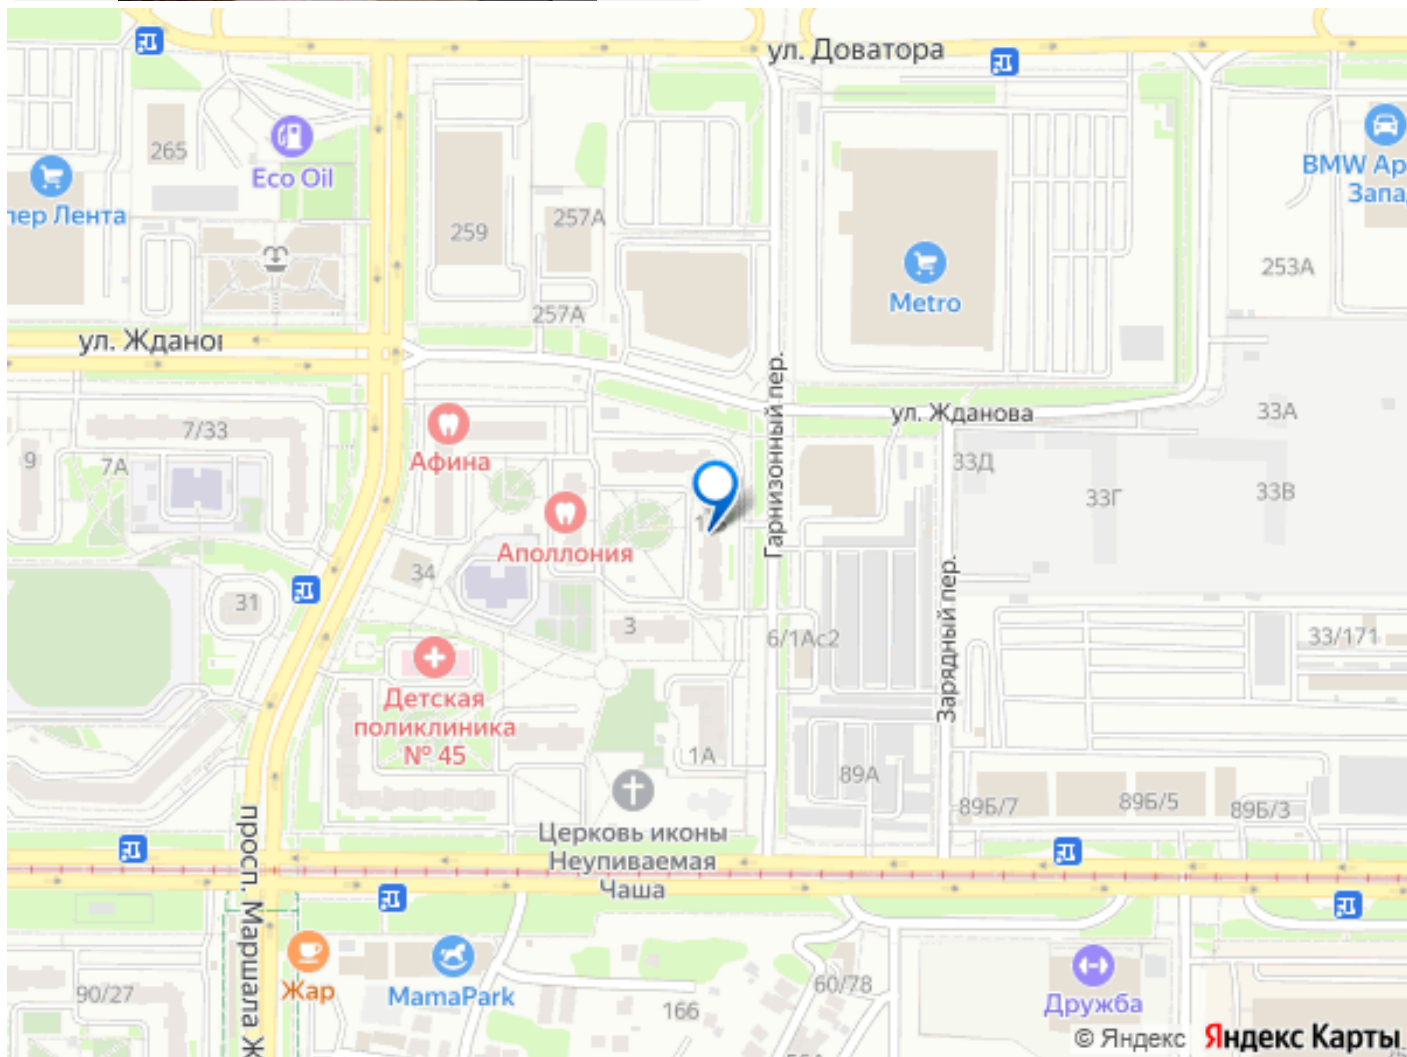 ул. Доватора
265
Eco Oil
BMW Ap
Запа
пер Лента
259
257А
253А
Metro
257А
ул. Ждано
Гарнизонный пер.
ул. Жданова
33А
7/33
9
7А
Афина
33Д
33Г
33В
Аполлония
34
31
3
6/1Ас2
Зарядный пер.
33/171
Детская
поликлиника
№ 45
1А
89А
89Б/7
89Б/5
89Б/3
Церковь иконы
Неупиваемая
Чаша
просп. Маршала Ж
Жар
MamaPark
90/27
166
60/78
Дружба
© Яндекс Яндекс Карты